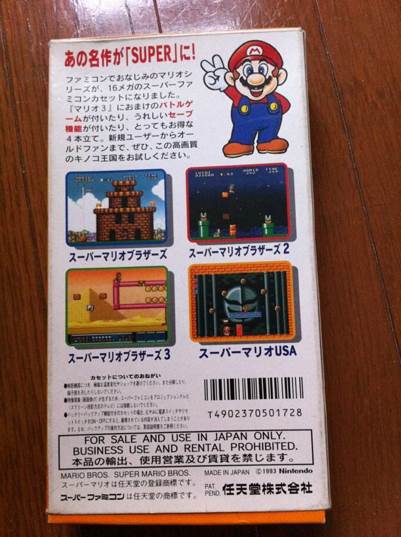 あの名作が「SUPER」に!
ファミコンでおなじみのマリオシ
リーズが、16メガのスーパーファ
ミコンカセットになりました。
『マリオ3』におまけのバトルゲ
ームが付いたり、うれしいセーブ
機能が付いたり、とってもお得な
4本立て。新規ユーザーからオー
ルドファンまで、ぜひ、この高画質
のキノコ王国をお試しください。
スーパーマリオブラザーズ
スーパーマリオブラザーズ2
スーパーマリオブラザーズ3
スーパーマリオUSA
カセットについてのおねがい
T4902370501728
FOR SALE AND USE IN JAPAN ONLY.
BUSINESS USE AND RENTAL PROHIBITED.
本品の輸出、使用営業及び賃貸を禁じます。
MARIO BROS. SUPER MARIO BROS.
スーパーマリオは任天堂の登録商標です。
スーパーファミコンは任天堂の商標です。
MADE IN JAPAN ©1993 Nintendo
PAT. PEND. 任天堂株式会社